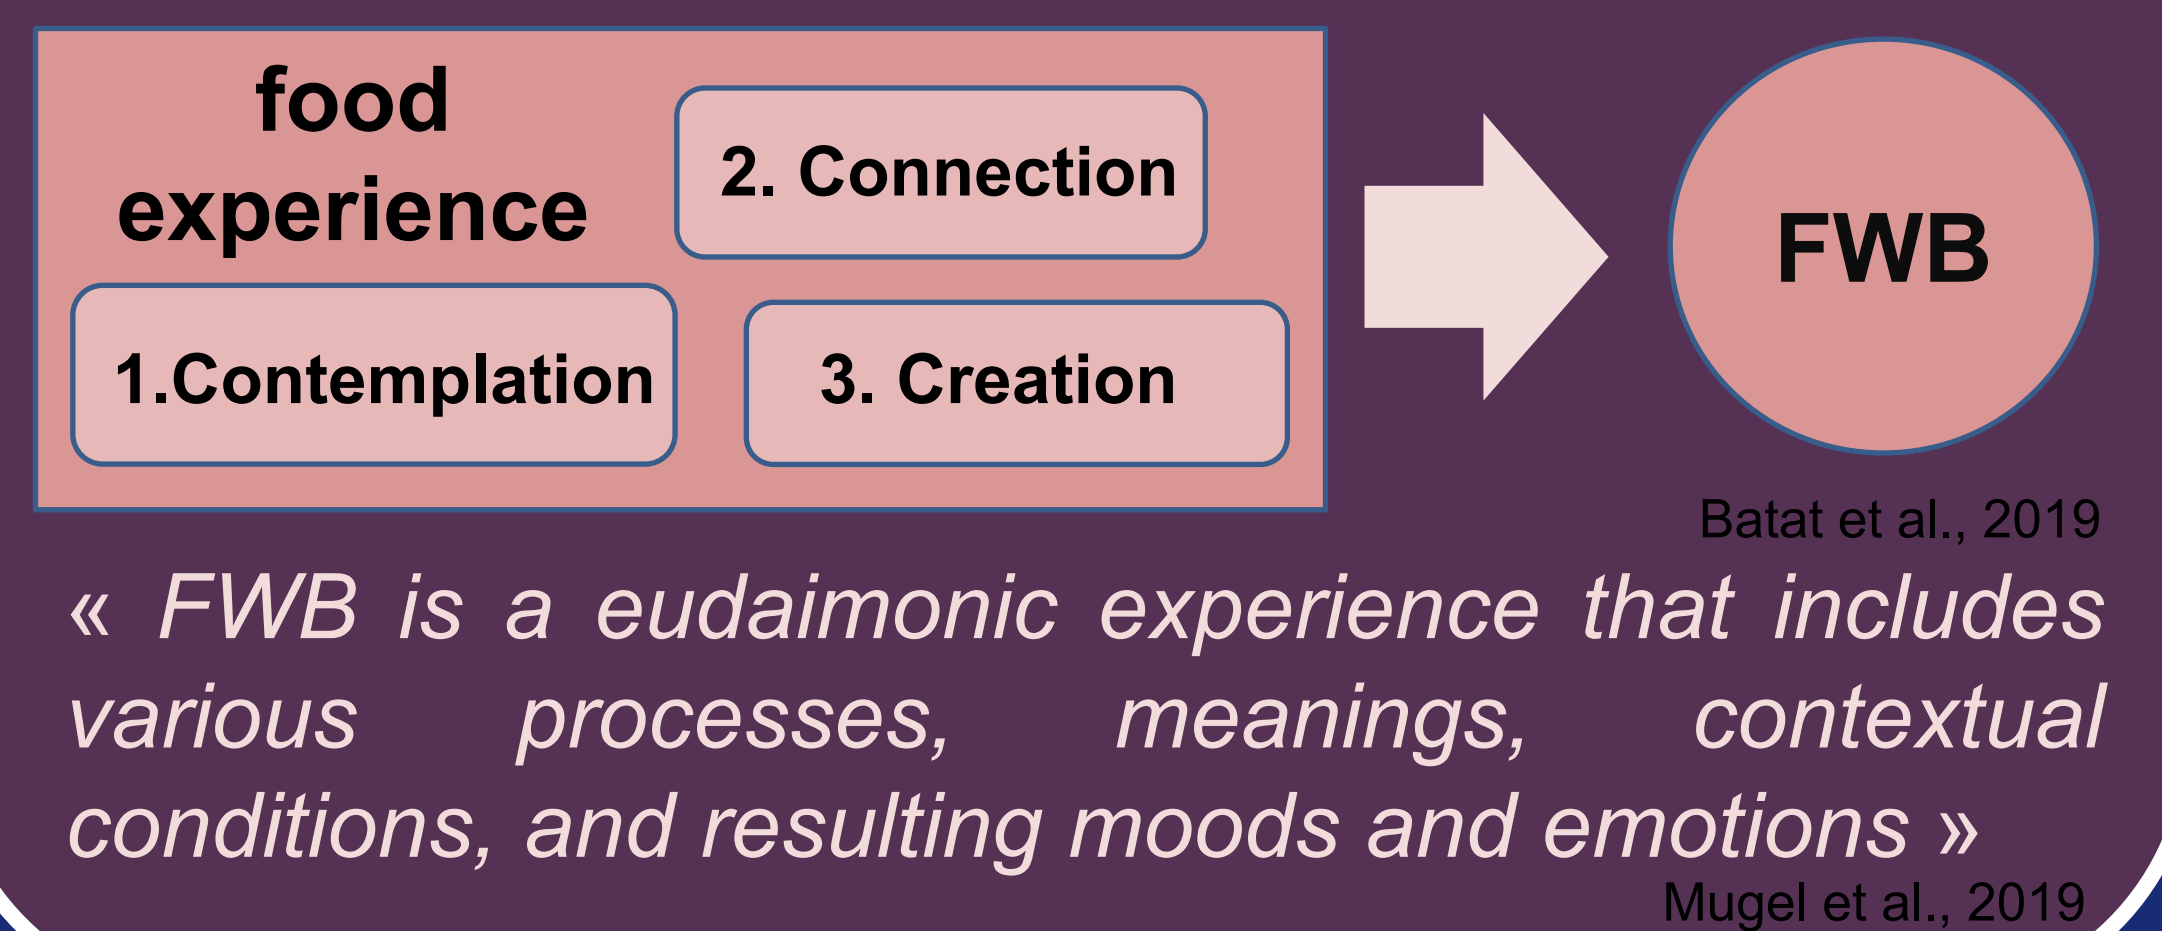 food
experience
2. Connection
1.Contemplation
3. Creation
FWB
Batat et al., 2019
« FWB is a eudaimonic experience that includes
various processes, meanings, contextual
conditions, and resulting moods and emotions »
Mugel et al., 2019